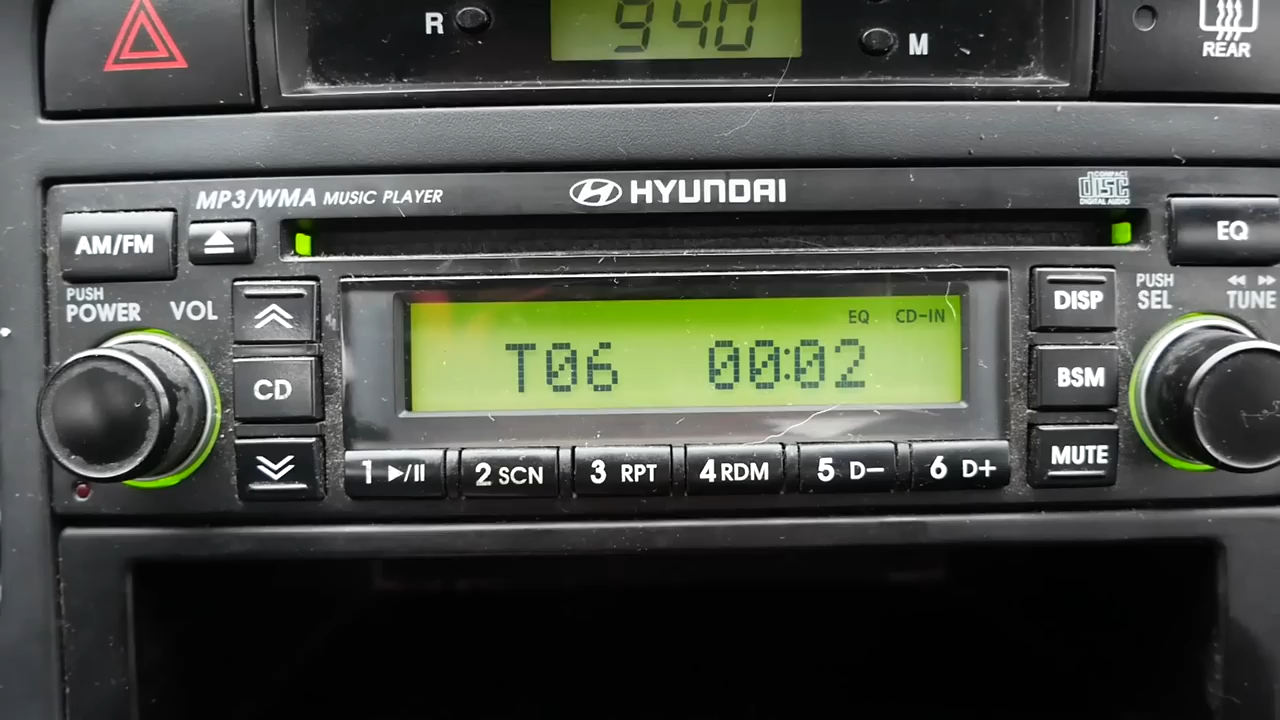 R
9:40
M
REAR
MP3/WMA MUSIC PLAYER
HYUNDAI
COMPACT
disc
DIGITAL AUDIO
AM/FM
EQ
PUSH
POWER
VOL
DISP
PUSH
SEL
TUNE
EQ CD-IN
T06 00:02
CD
BSM
MUTE
1 ▶/II
2 SCN
3 RPT
4 RDM
5 D−
6 D+